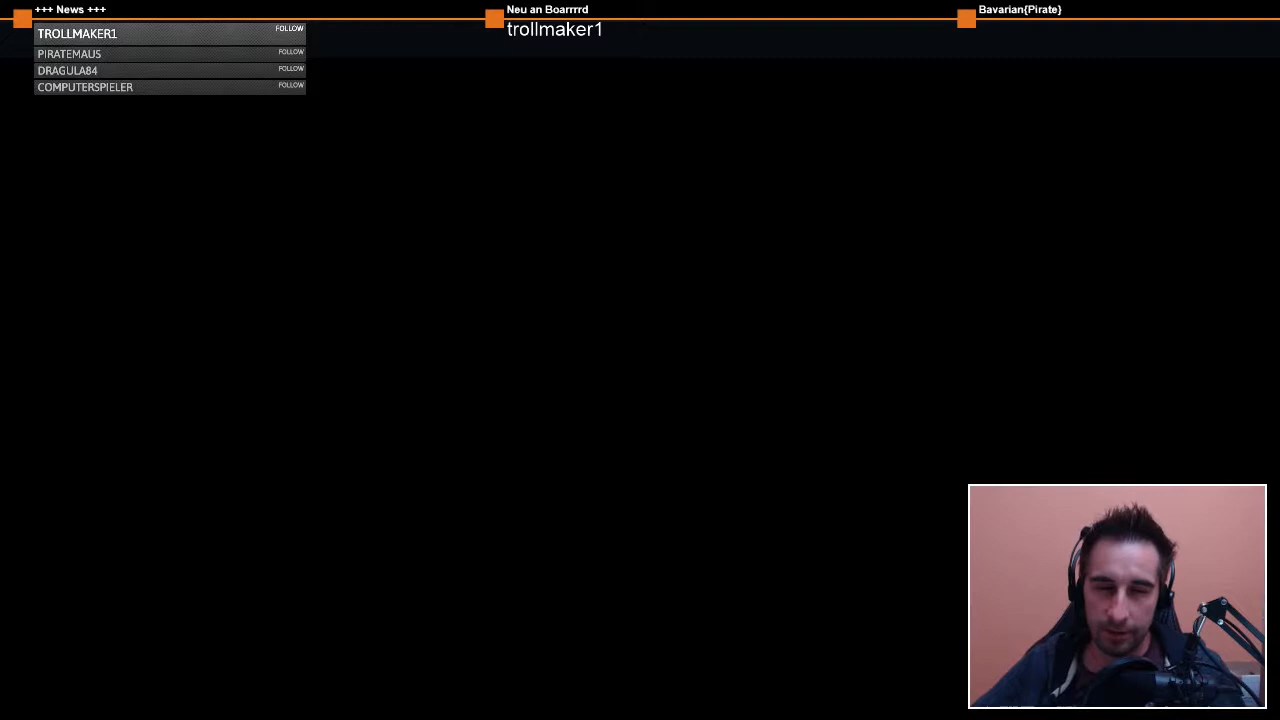 +++ News +++
TROLLMAKER1 FOLLOW
PIRATEMAUS FOLLOW
DRAGULA84 FOLLOW
COMPUTERSPIELER FOLLOW
Neu an Boarrrrd
trollmaker1
Bavarian{Pirate}